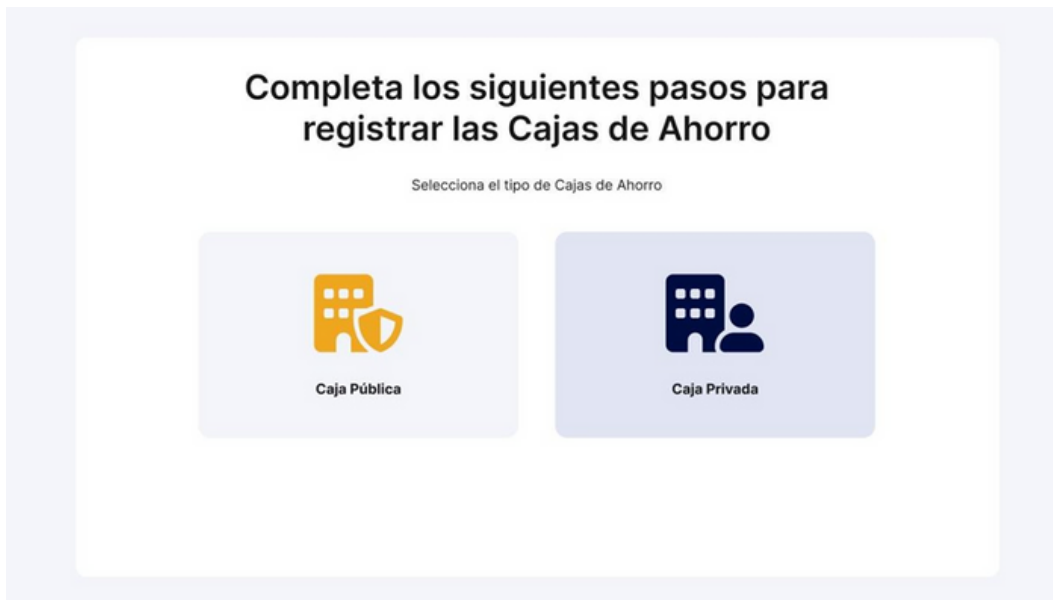 Completa los siguientes pasos para
registrar las Cajas de Ahorro
Selecciona el tipo de Cajas de Ahorro
Caja Pública
Caja Privada